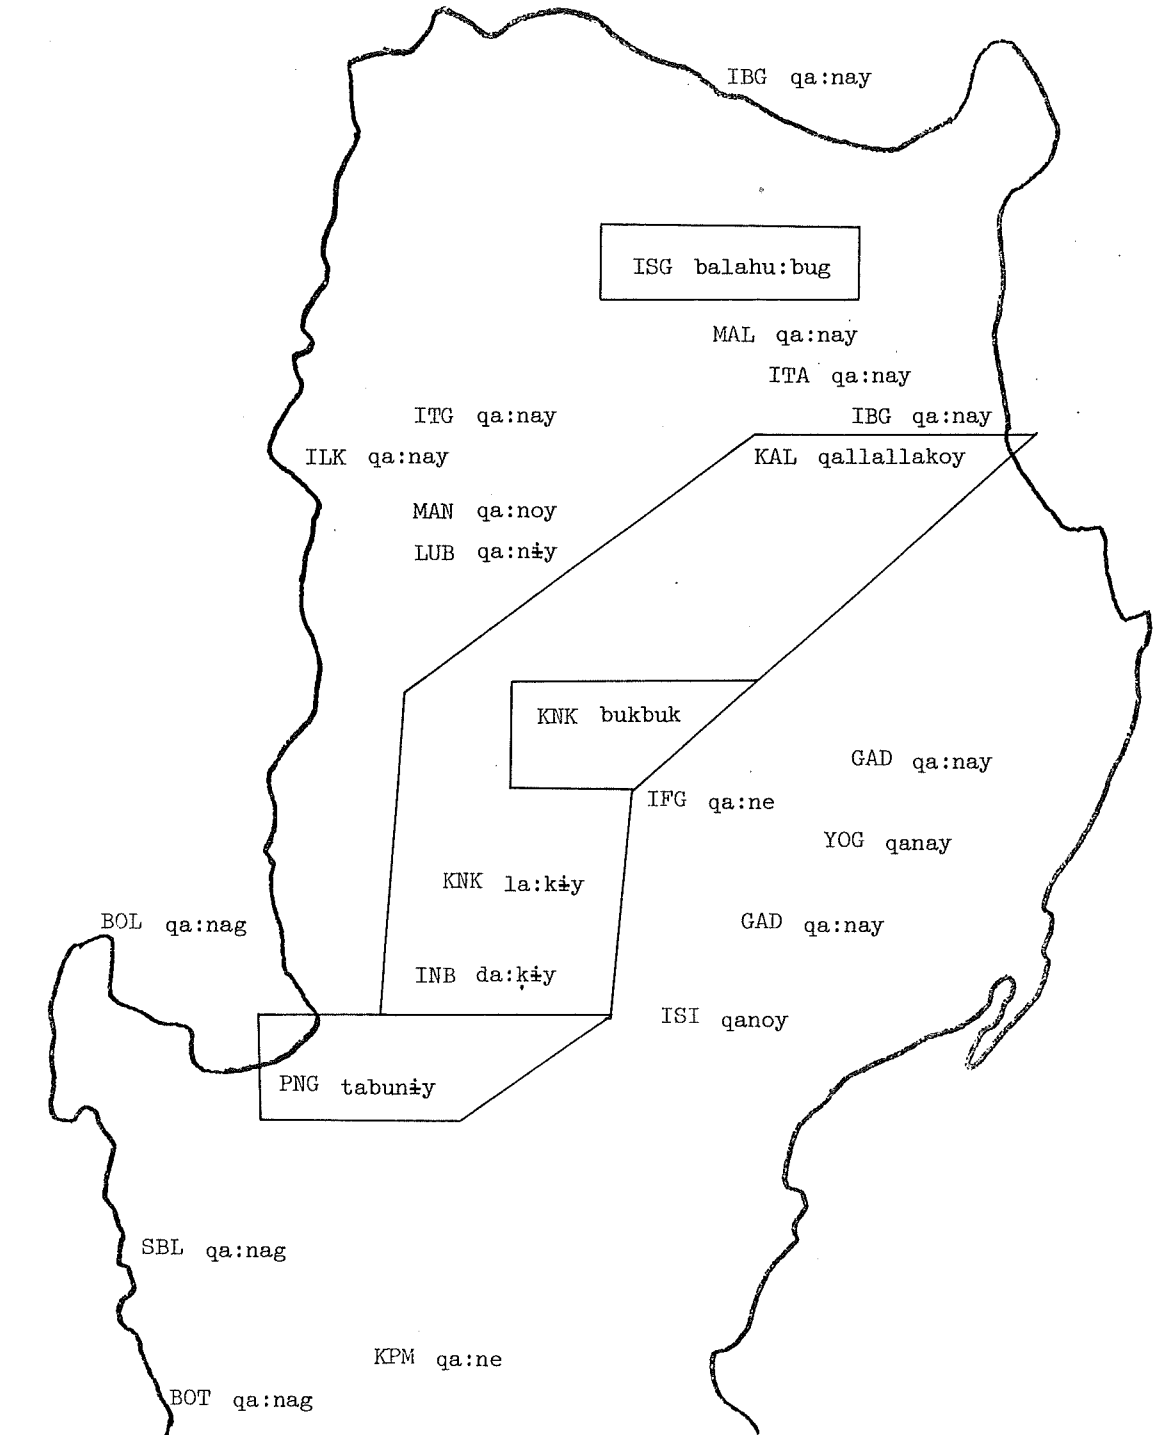 IBG qa:nay
ISG balahu:bug
MAL qa:nay
ITA qa:nay
ITG qa:nay
IBG qa:nay
ILK qa:nay
KAL qallallakoy
MAN qa:noy
LUB qa:nɨy
KNK bukbuk
GAD qa:nay
IFG qa:ne
YOG qanay
KNK la:kɨy
BOL qa:nag
GAD qa:nay
INB da:ḳɨy
ISI qanoy
PNG tabunɨy
SBL qa:nag
KPM qa:ne
BOT qa:nag